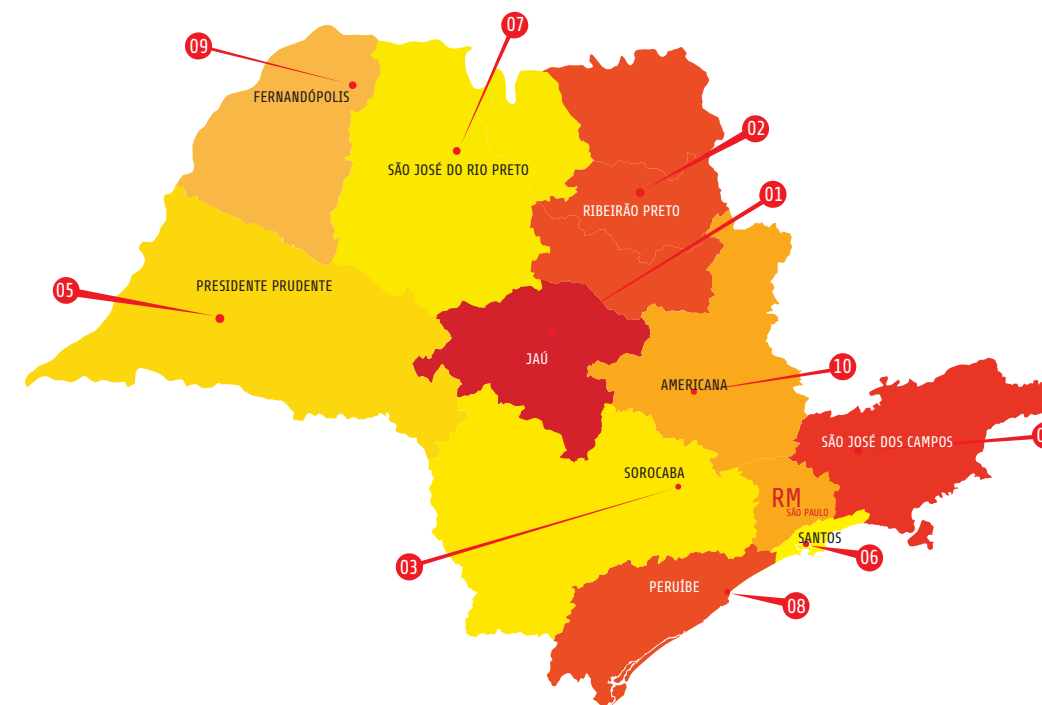 07
09
FERNANDÓPOLIS
02
SÃO JOSÉ DO RIO PRETO
01
RIBEIRÃO PRETO
05
PRESIDENTE PRUDENTE
JAÚ
10
AMERICANA
SÃO JOSÉ DOS CAMPOS
SOROCABA
RM
SÃO PAULO
SANTOS
06
03
PERUÍBE
08